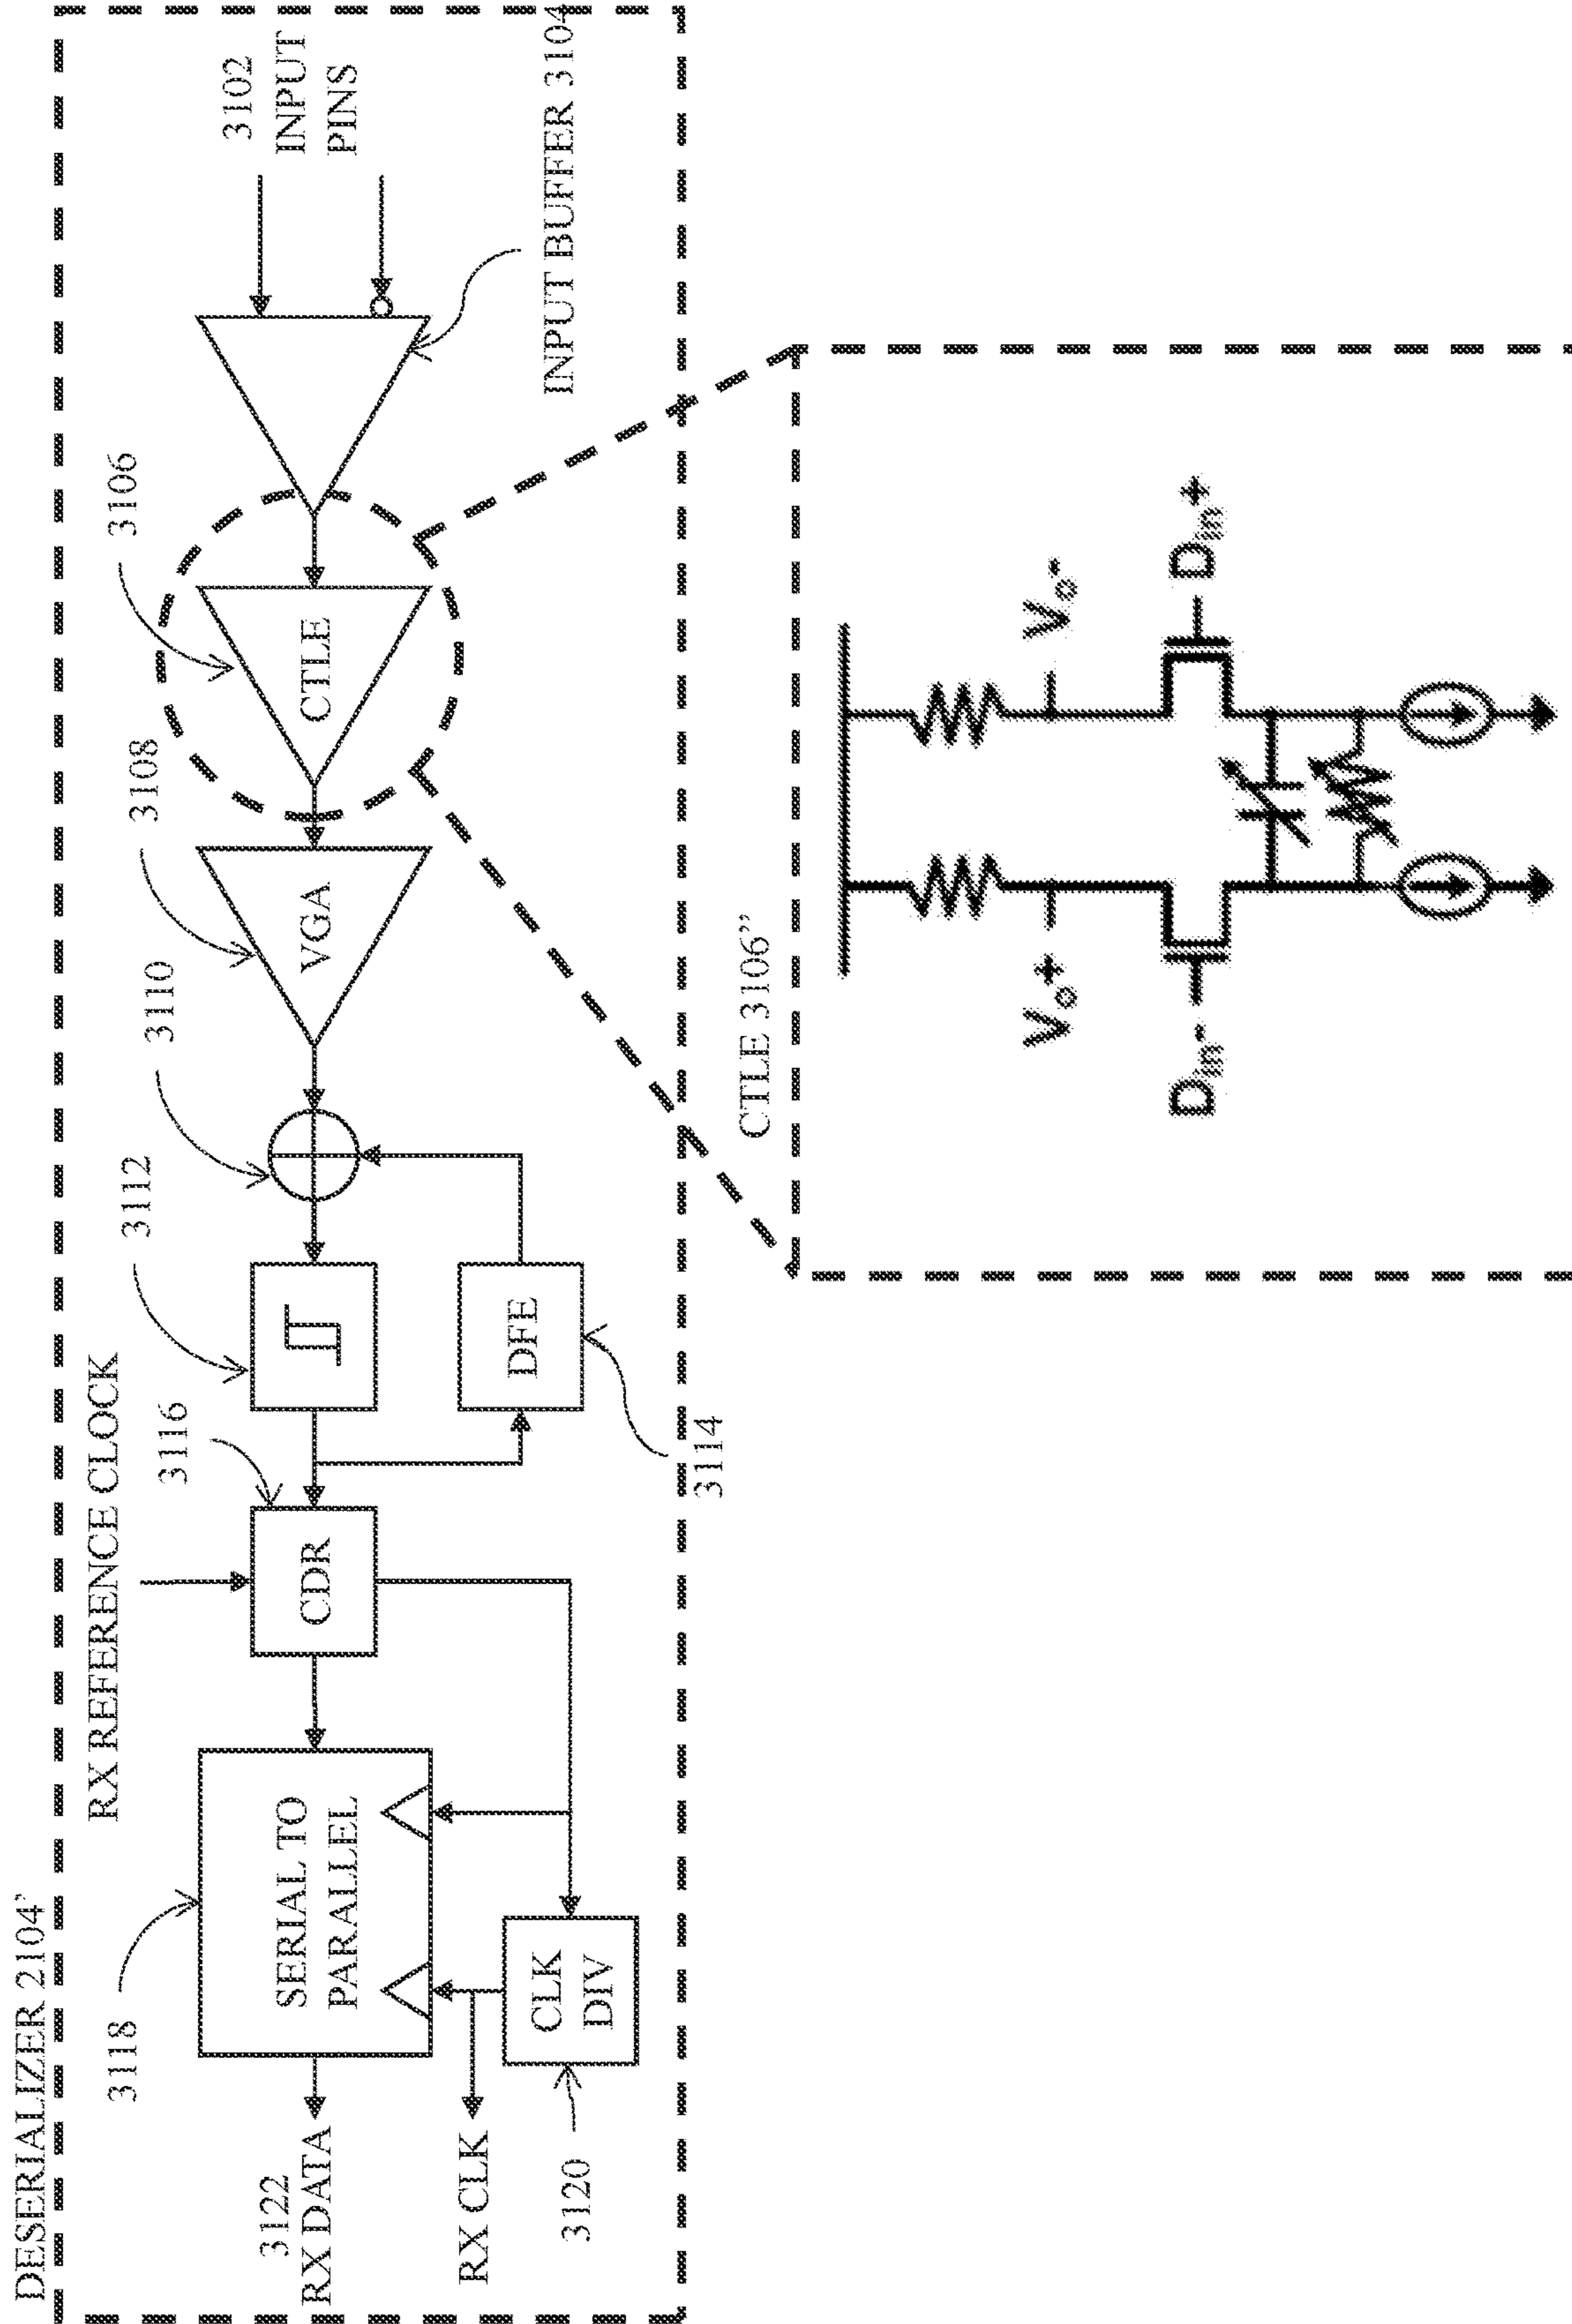 DESERIALIZER 2104’
RX REFERENCE CLOCK
3118
3116
3112
3110
3108
3106
3102
INPUT
PINS
3122
RX DATA
SERIAL TO
PARALLEL
CDR
VGA
CTLE
RX CLK
CLK
DIV
DFE
3120
3114
INPUT BUFFER 3104
CTLE 3106”
Vo+
Vo-
Din-
Din+